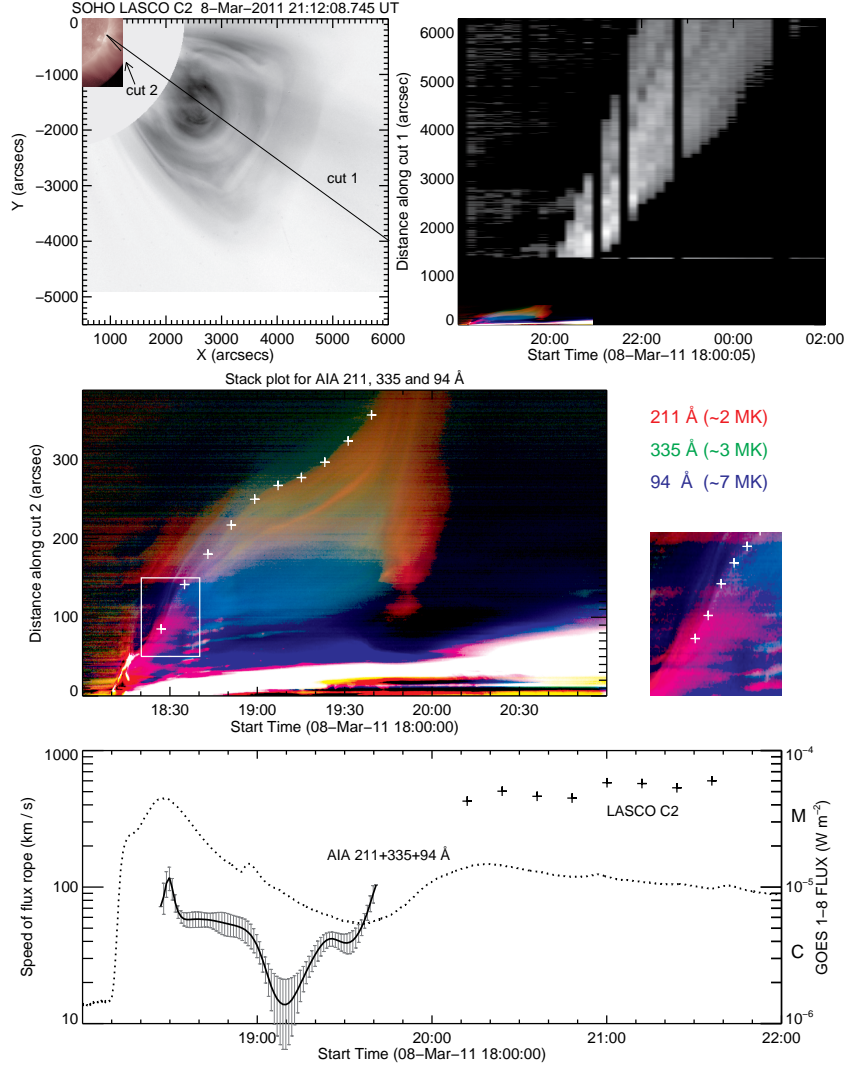 SOHO LASCO C2 8–Mar–2011 21:12:08.745 UT
0
–1000
–2000
–3000
–4000
–5000
Y (arcsecs)
cut 2
cut 1
1000 2000 3000 4000 5000 6000
X (arcsecs)
6000
5000
4000
3000
2000
1000
0
Distance along cut 1 (arcsec)
20:00 22:00 00:00 02:00
Start Time (08–Mar–11 18:00:05)
Stack plot for AIA 211, 335 and 94 Å
300
200
100
0
Distance along cut 2 (arcsec)
18:30 19:00 19:30 20:00 20:30
Start Time (08–Mar–11 18:00:00)
211 Å (~2 MK)
335 Å (~3 MK)
94 Å (~7 MK)
1000
100
10
Speed of flux rope (km / s)
AIA 211+335+94 Å
LASCO C2
10⁻⁴
M
10⁻⁵
C
10⁻⁶
GOES 1–8 FLUX (W m⁻²)
19:00 20:00 21:00 22:00
Start Time (08–Mar–11 18:00:00)